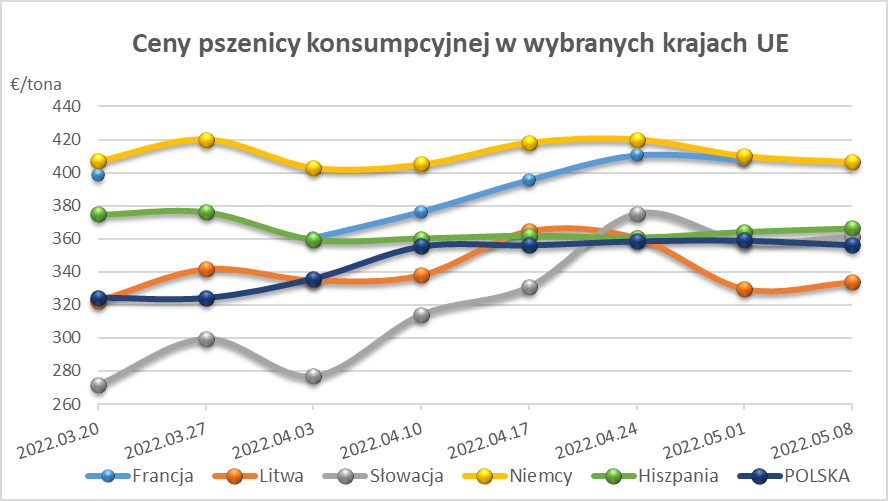 Ceny pszenicy konsumpcyjnej w wybranych krajach UE
€/tona
440
420
400
380
360
340
320
300
280
260
2022.03.20 2022.03.27 2022.04.03 2022.04.10 2022.04.17 2022.04.24 2022.05.01 2022.05.08
Francja Litwa Słowacja Niemcy Hiszpania POLSKA